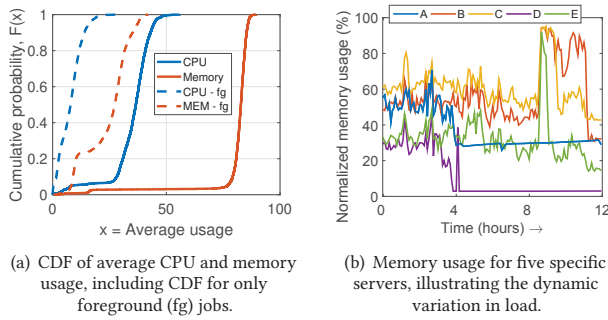 Cumulative probability, F(x)
1
0.8
0.6
0.4
0.2
0
0
50
100
x = Average usage
CPU
Memory
CPU - fg
MEM - fg
(a) CDF of average CPU and memory
usage, including CDF for only
foreground (fg) jobs.
A B C D E
Normalized memory usage (%)
100
80
60
40
20
0
0
4
8
12
Time (hours) →
(b) Memory usage for five specific
servers, illustrating the dynamic
variation in load.